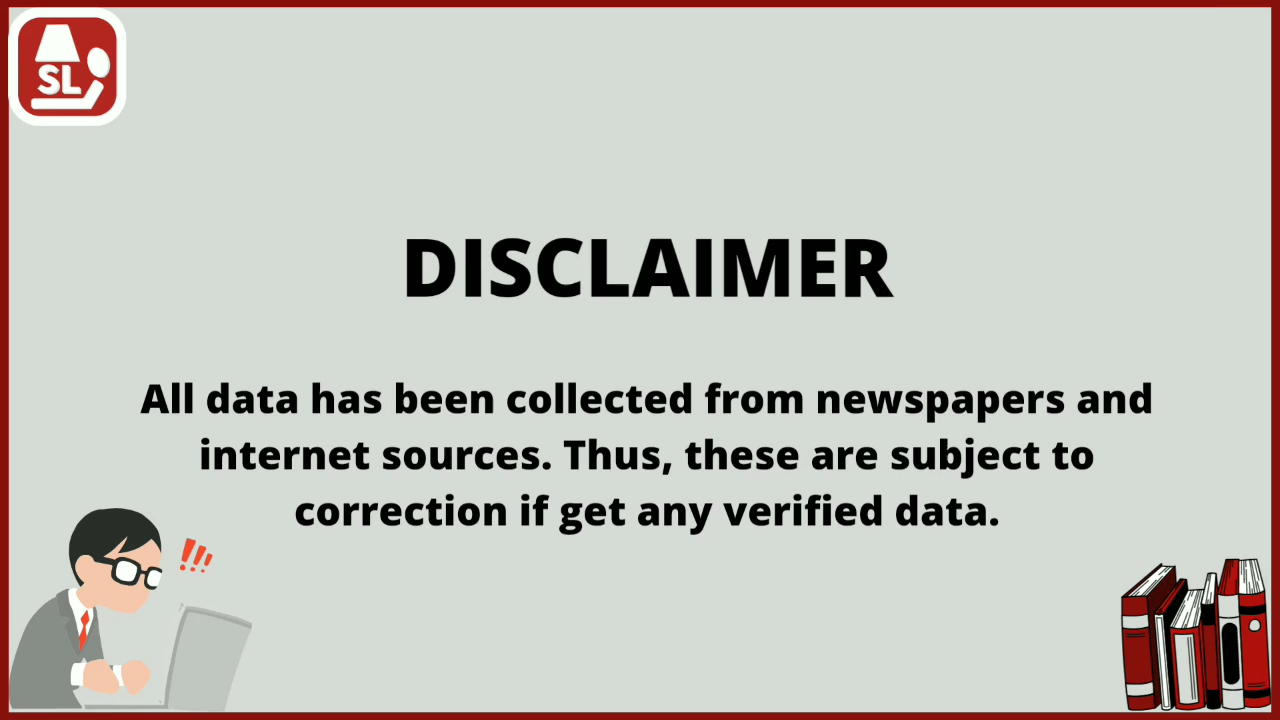 SL
DISCLAIMER
All data has been collected from newspapers and
internet sources. Thus, these are subject to
correction if get any verified data.